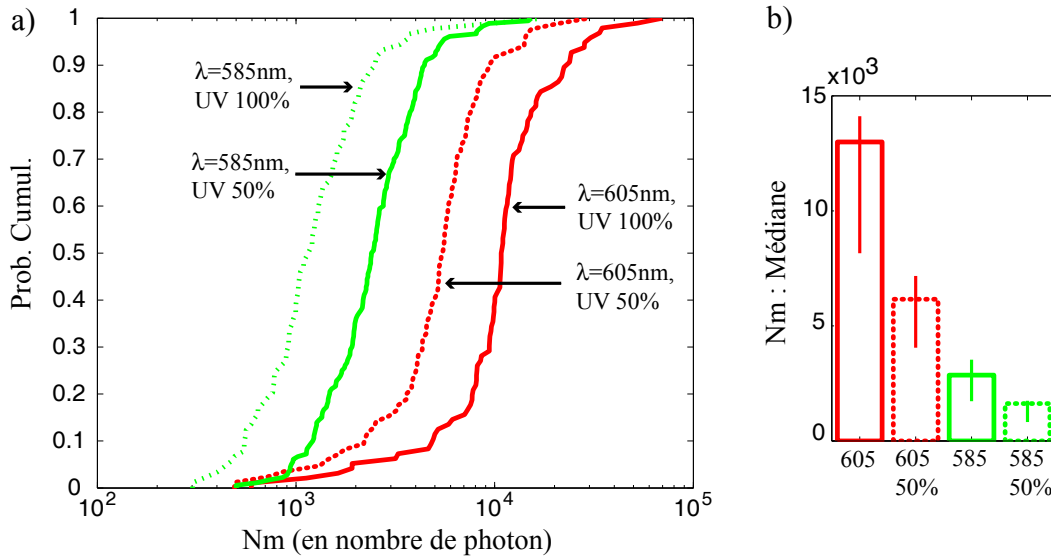 a)
1
0.9
0.8
0.7
0.6
0.5
0.4
0.3
0.2
0.1
0
Prob. Cumul.
λ=585nm,
UV 100%
λ=585nm,
UV 50%
λ=605nm,
UV 100%
λ=605nm,
UV 50%
10^2
10^3
10^4
10^5
Nm (en nombre de photon)
b)
x10^3
15
10
5
0
Nm : Médiane
605
605
50%
585
585
50%